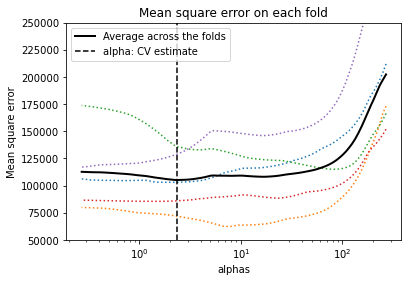 Mean square error on each fold
Average across the folds
alpha: CV estimate
Mean square error
250000
225000
200000
175000
150000
125000
100000
75000
50000
10⁰
10¹
10²
alphas